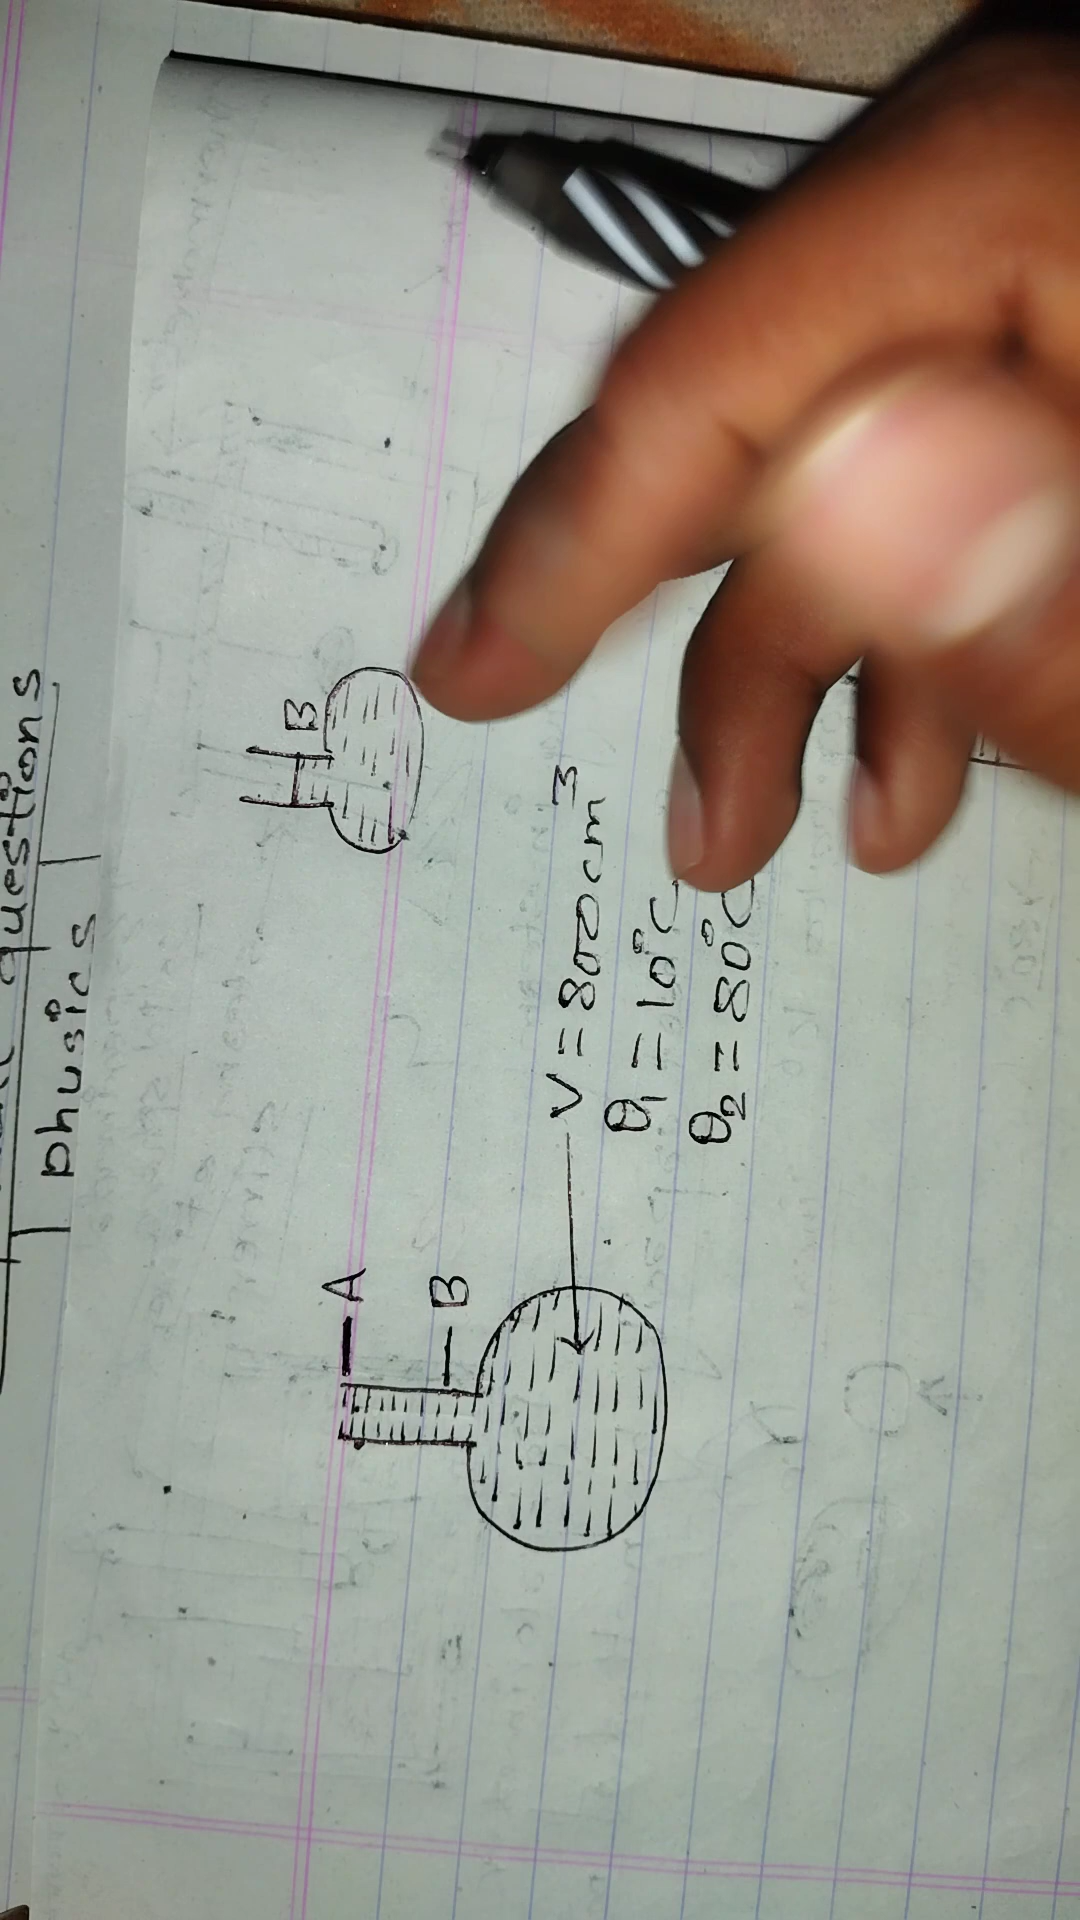 questions
physics
B
A
B
V = 800cm³
θ₁ = 10°C
θ₂ = 80°C